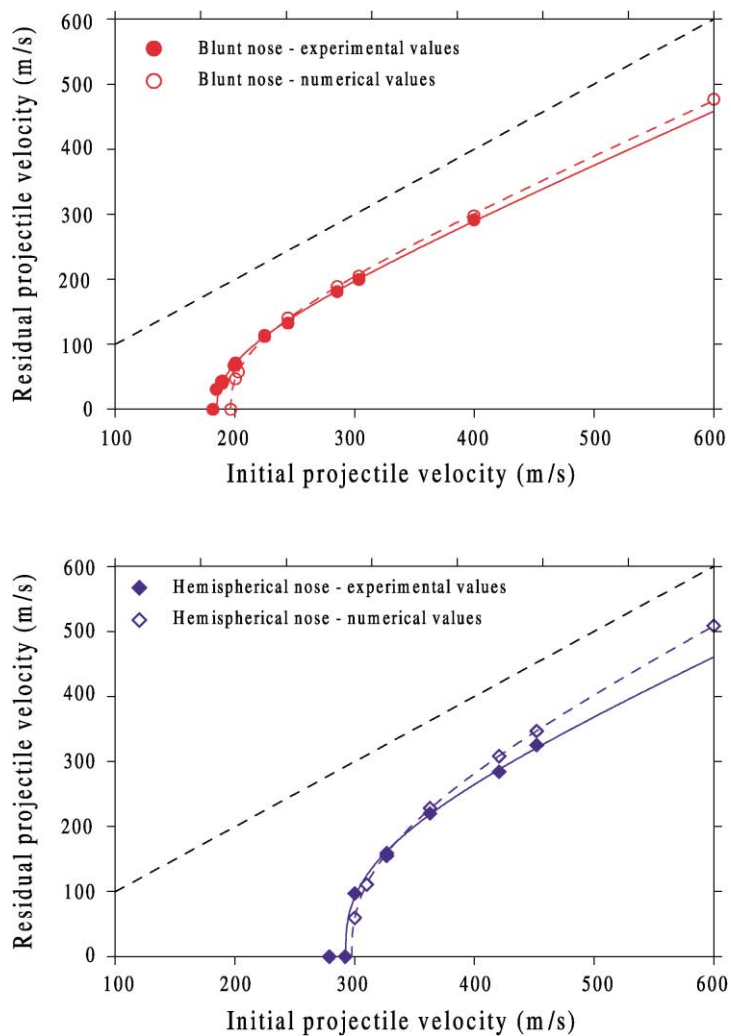 600
500
400
300
200
100
0
Residual projectile velocity (m/s)
Blunt nose - experimental values
Blunt nose - numerical values
100 200 300 400 500 600
Initial projectile velocity (m/s)
600
500
400
300
200
100
0
Residual projectile velocity (m/s)
Hemispherical nose - experimental values
Hemispherical nose - numerical values
100 200 300 400 500 600
Initial projectile velocity (m/s)